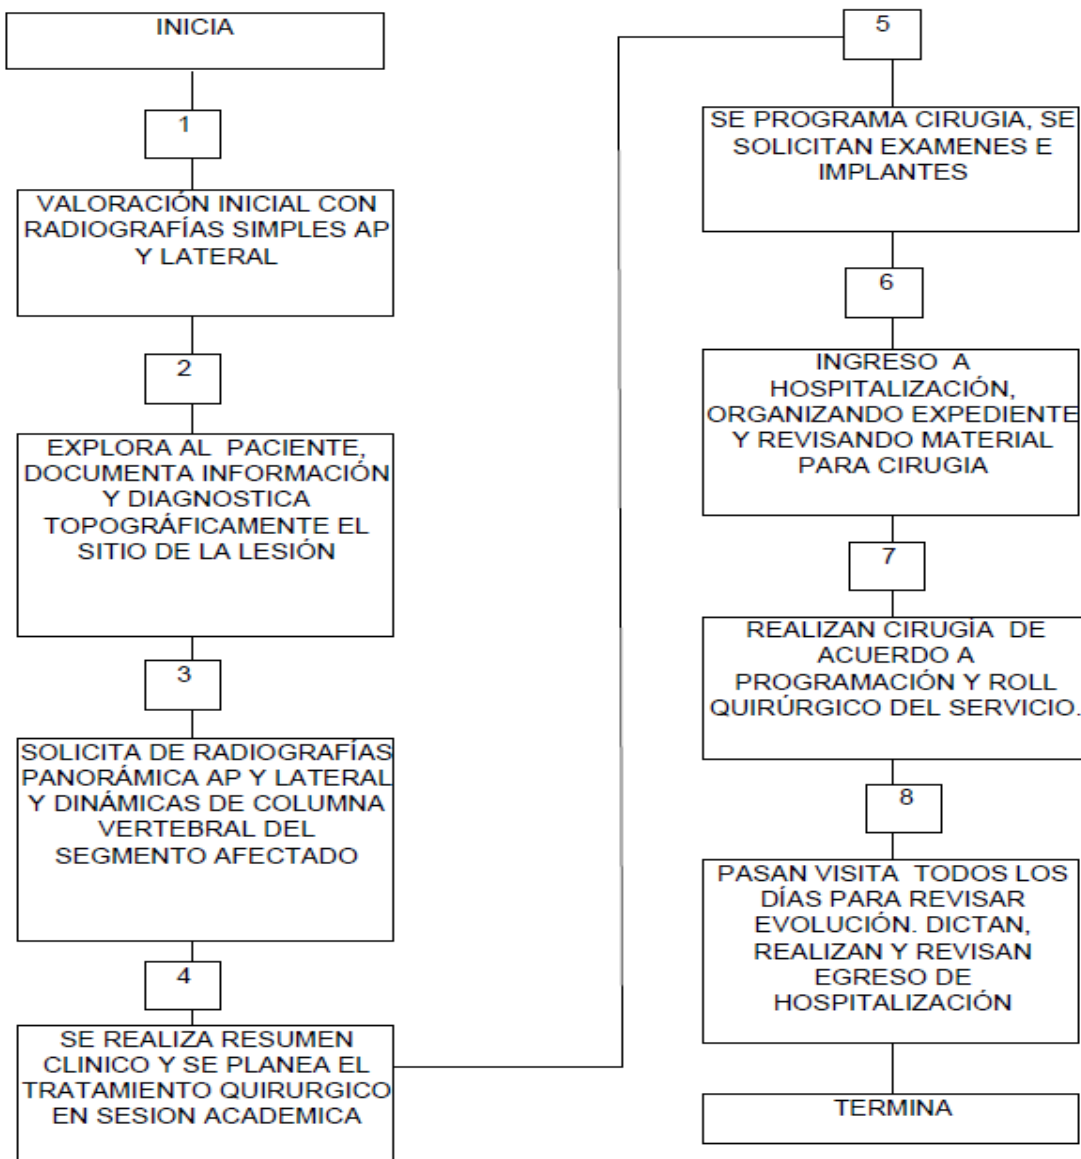 INICIA
1
VALORACIÓN INICIAL CON
RADIOGRAFÍAS SIMPLES AP
Y LATERAL
2
EXPLORA AL PACIENTE,
DOCUMENTA INFORMACIÓN
Y DIAGNOSTICA
TOPOGRÁFICAMENTE EL
SITIO DE LA LESIÓN
3
SOLICITA DE RADIOGRAFÍAS
PANORÁMICA AP Y LATERAL
Y DINÁMICAS DE COLUMNA
VERTEBRAL DEL
SEGMENTO AFECTADO
4
SE REALIZA RESUMEN
CLINICO Y SE PLANEA EL
TRATAMIENTO QUIRURGICO
EN SESION ACADEMICA
5
SE PROGRAMA CIRUGIA, SE
SOLICITAN EXAMENES E
IMPLANTES
6
INGRESO A
HOSPITALIZACIÓN,
ORGANIZANDO EXPEDIENTE
Y REVISANDO MATERIAL
PARA CIRUGIA
7
REALIZAN CIRUGÍA DE
ACUERDO A
PROGRAMACIÓN Y ROLL
QUIRÚRGICO DEL SERVICIO.
8
PASAN VISITA TODOS LOS
DÍAS PARA REVISAR
EVOLUCIÓN. DICTAN,
REALIZAN Y REVISAN
EGRESO DE
HOSPITALIZACIÓN
TERMINA